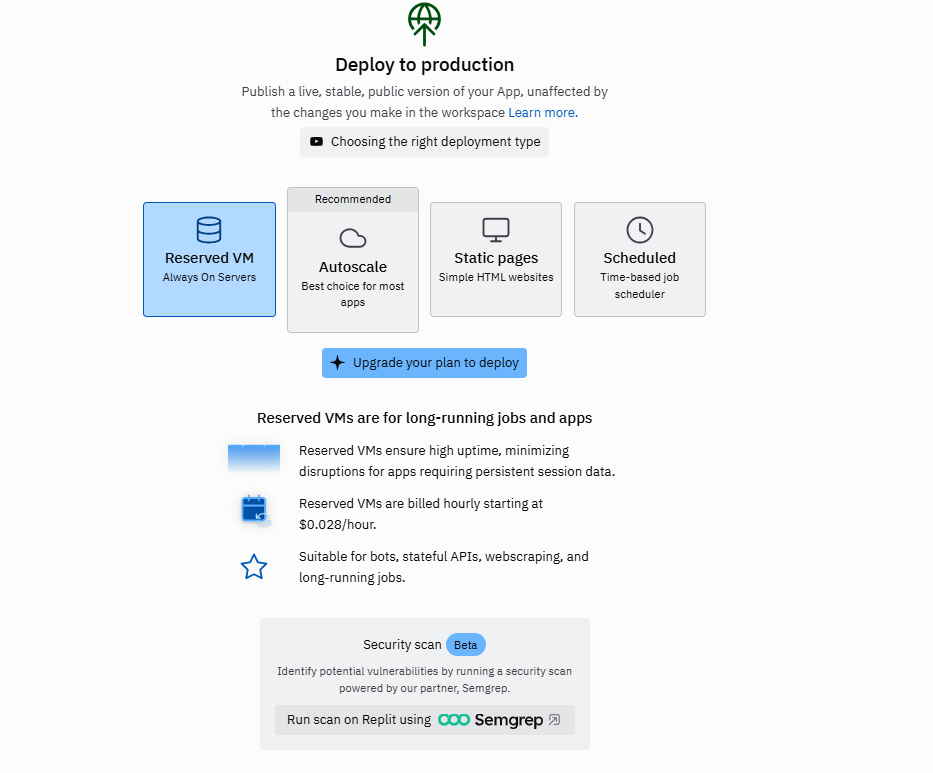 Deploy to production
Publish a live, stable, public version of your App, unaffected by
the changes you make in the workspace Learn more.
Choosing the right deployment type
Reserved VM
Always On Servers
Recommended
Autoscale
Best choice for most
apps
Static pages
Simple HTML websites
Scheduled
Time-based job
scheduler
Upgrade your plan to deploy
Reserved VMs are for long-running jobs and apps
Reserved VMs ensure high uptime, minimizing
disruptions for apps requiring persistent session data.
Reserved VMs are billed hourly starting at
$0.028/hour.
Suitable for bots, stateful APIs, webscraping, and
long-running jobs.
Security scan Beta
Identify potential vulnerabilities by running a security scan
powered by our partner, Semgrep.
Run scan on Replit using Semgrep